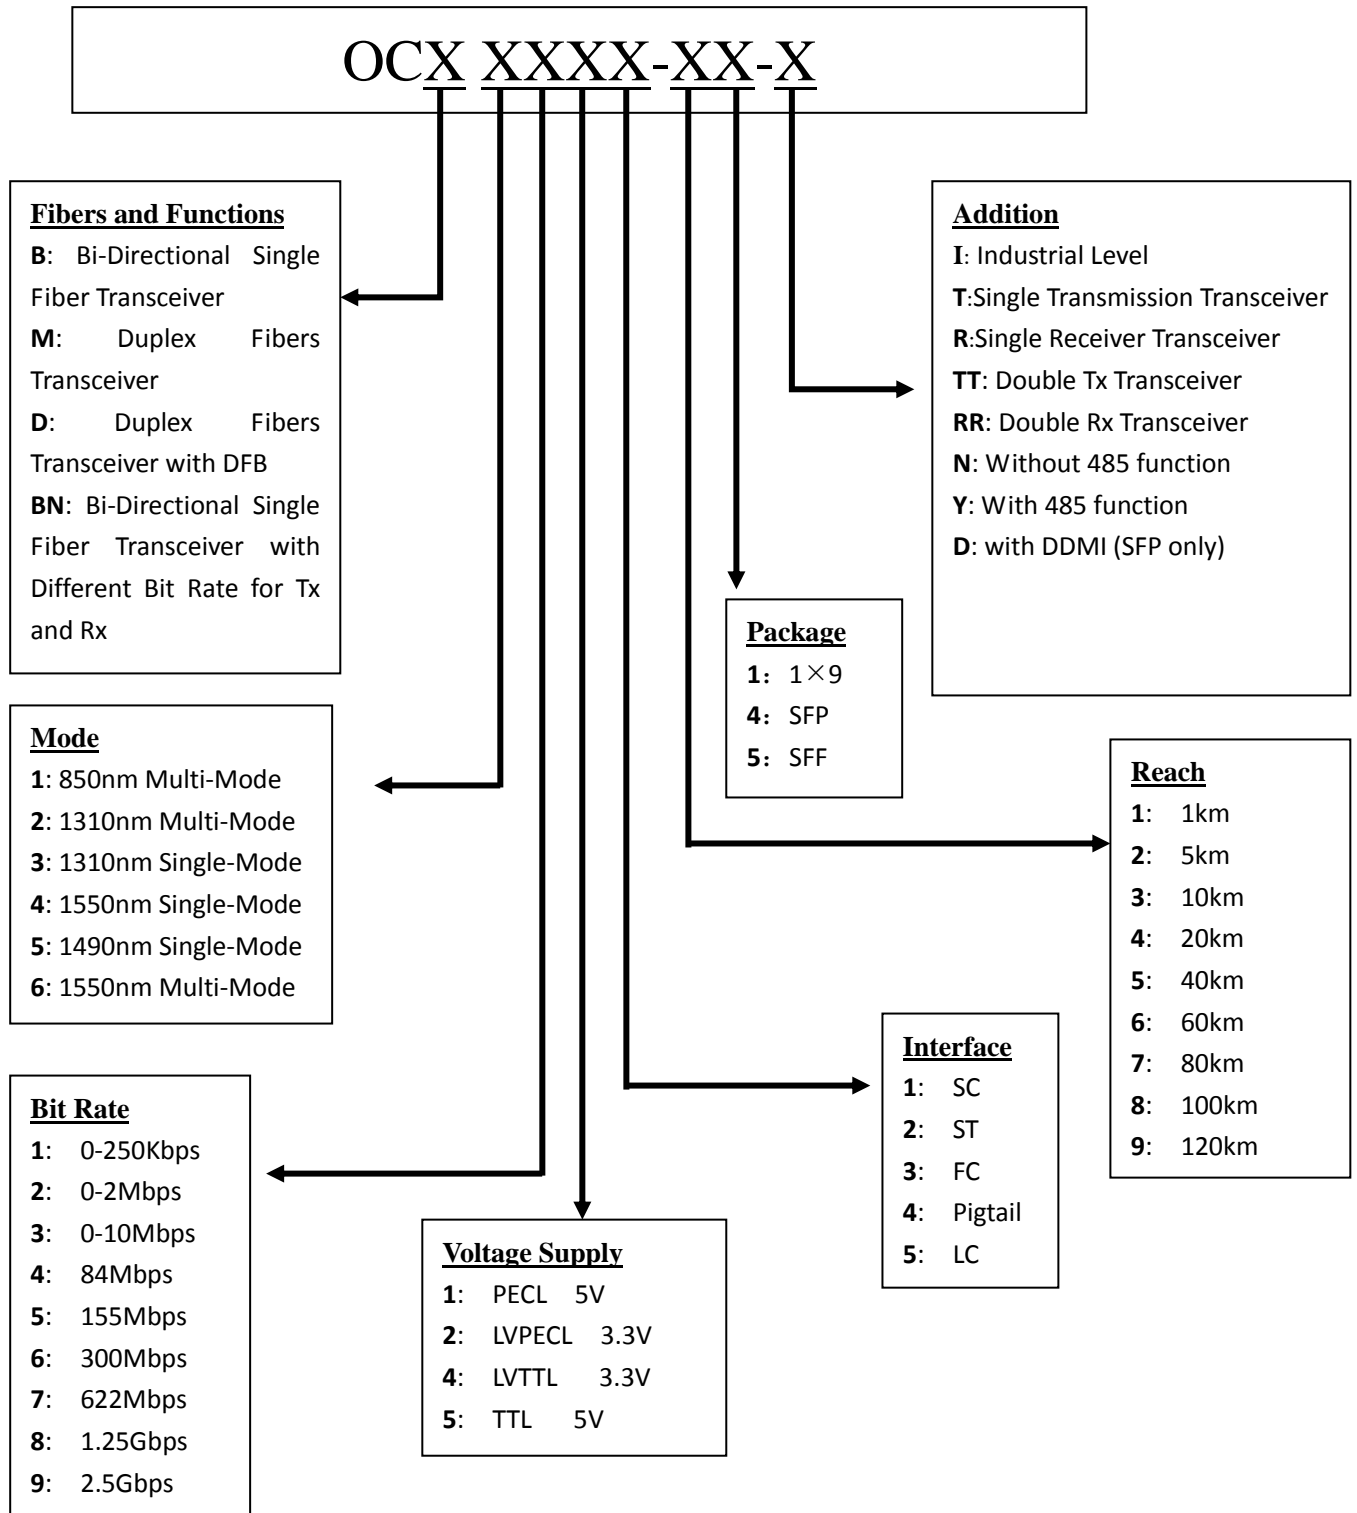 OCX XXXX-XX-X
Fibers and Functions
B: Bi-Directional Single
Fiber Transceiver
M: Duplex Fibers
Transceiver
D: Duplex Fibers
Transceiver with DFB
BN: Bi-Directional Single
Fiber Transceiver with
Different Bit Rate for Tx
and Rx
Addition
I: Industrial Level
T:Single Transmission Transceiver
R:Single Receiver Transceiver
TT: Double Tx Transceiver
RR: Double Rx Transceiver
N: Without 485 function
Y: With 485 function
D: with DDMI (SFP only)
Package
1: 1×9
4: SFP
5: SFF
Mode
1: 850nm Multi-Mode
2: 1310nm Multi-Mode
3: 1310nm Single-Mode
4: 1550nm Single-Mode
5: 1490nm Single-Mode
6: 1550nm Multi-Mode
Reach
1: 1km
2: 5km
3: 10km
4: 20km
5: 40km
6: 60km
7: 80km
8: 100km
9: 120km
Interface
1: SC
2: ST
3: FC
4: Pigtail
5: LC
Bit Rate
1: 0-250Kbps
2: 0-2Mbps
3: 0-10Mbps
4: 84Mbps
5: 155Mbps
6: 300Mbps
7: 622Mbps
8: 1.25Gbps
9: 2.5Gbps
Voltage Supply
1: PECL 5V
2: LVPECL 3.3V
4: LVTTL 3.3V
5: TTL 5V